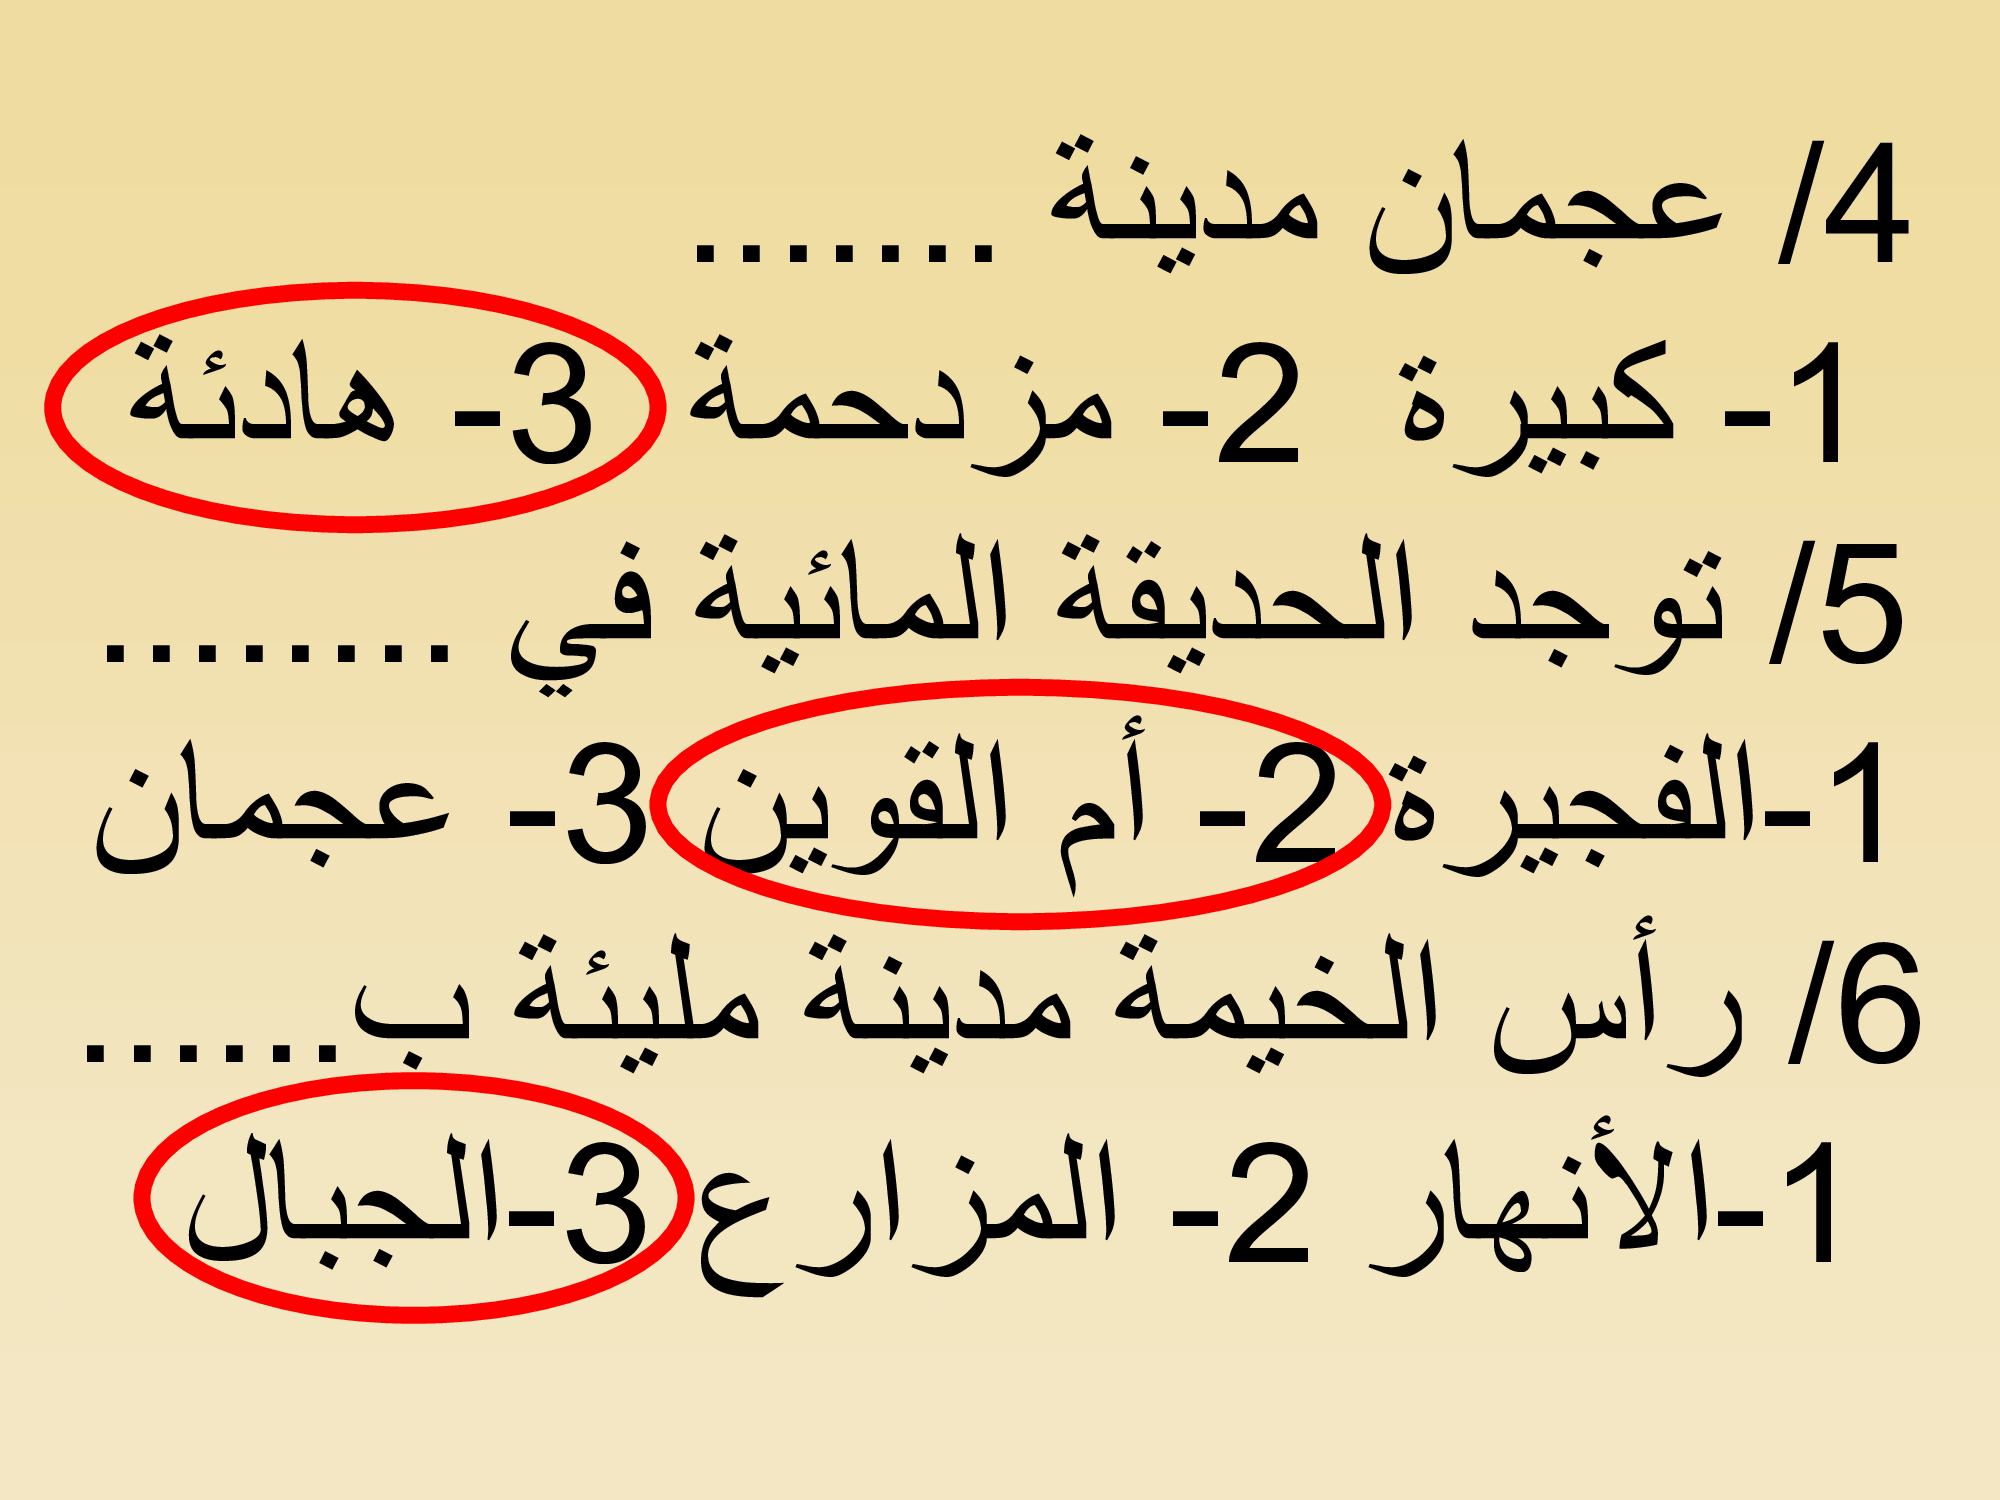 4/ عجمان مدينة .......
1- كبيرة 2- مزدحمة 3- هادئة
5/ توجد الحديقة المائية في ........
1-الفجيرة 2- أم القوين 3- عجمان
6/ رأس الخيمة مدينة مليئة ب......
1-الأنهار 2- المزارع 3-الجبال